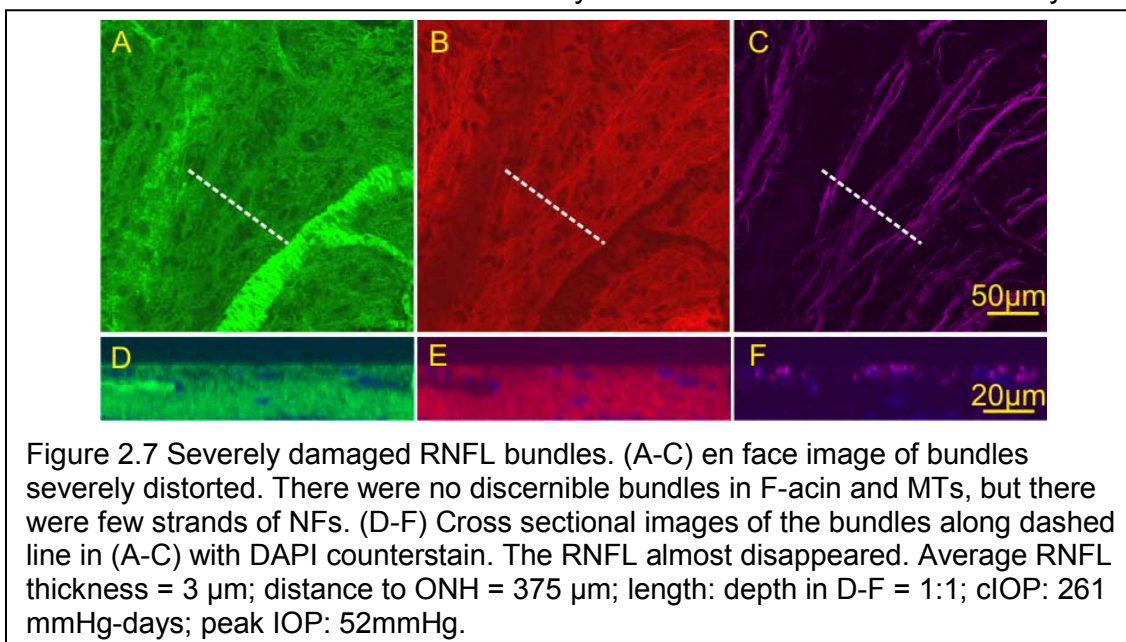 A
B
C
50µm
D
E
F
20µm
Figure 2.7 Severely damaged RNFL bundles. (A-C) en face image of bundles
severely distorted. There were no discernible bundles in F-acin and MTs, but there
were few strands of NFs. (D-F) Cross sectional images of the bundles along dashed
line in (A-C) with DAPI counterstain. The RNFL almost disappeared. Average RNFL
thickness = 3 µm; distance to ONH = 375 µm; length: depth in D-F = 1:1; cIOP: 261
mmHg-days; peak IOP: 52mmHg.